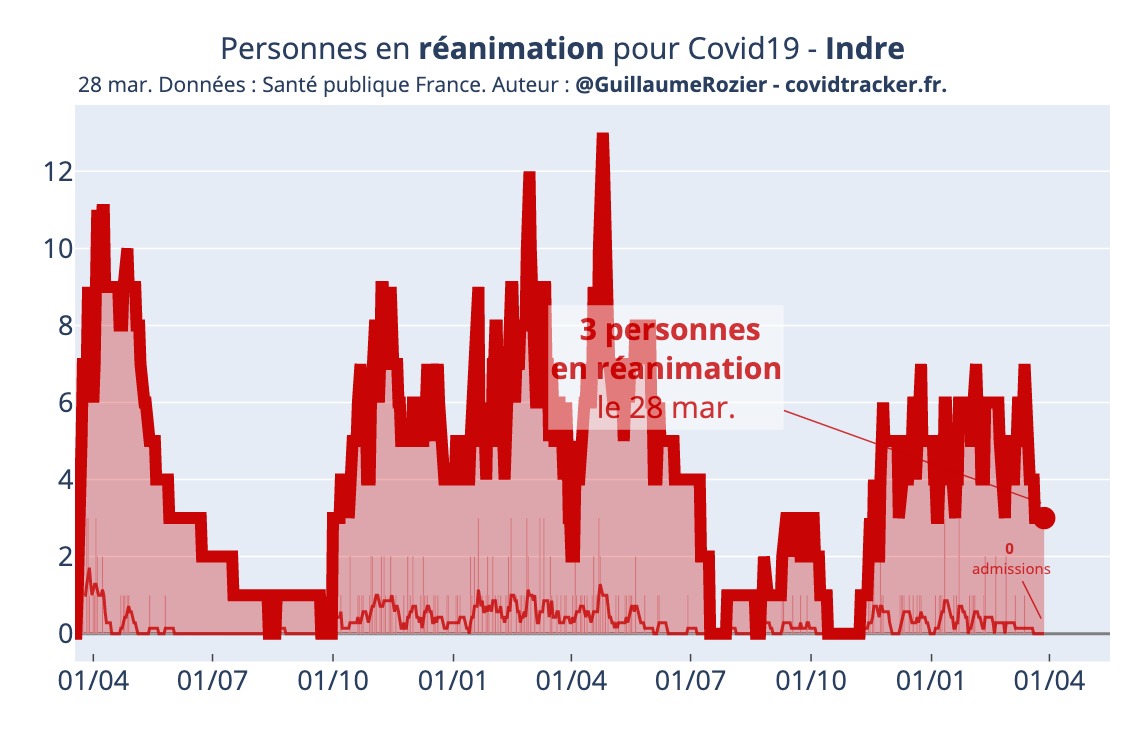 Personnes en réanimation pour Covid19 - Indre
28 mar. Données : Santé publique France. Auteur : @GuillaumeRozier - covidtracker.fr.
12
10
8
6
4
2
0
3 personnes
en réanimation
le 28 mar.
0
admissions
01/04 01/07 01/10 01/01 01/04 01/07 01/10 01/01 01/04